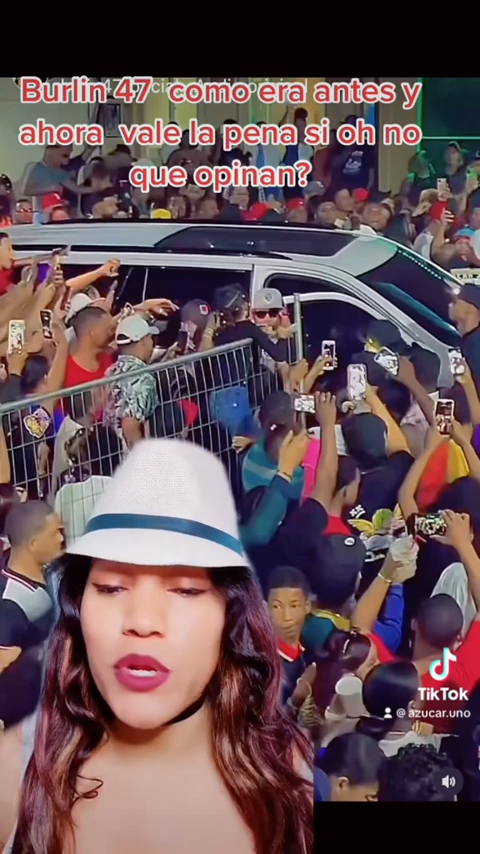 Burlin 47 como era antes y
ahora vale la pena si oh no
que opinan?
TikTok
@azucar.uno